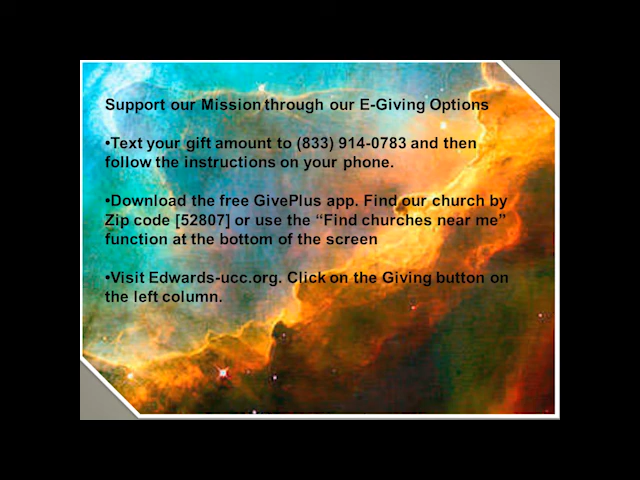 Support our Mission through our E-Giving Options
•Text your gift amount to (833) 914-0783 and then
follow the instructions on your phone.
•Download the free GivePlus app. Find our church by
Zip code [52807] or use the “Find churches near me”
function at the bottom of the screen
•Visit Edwards-ucc.org. Click on the Giving button on
the left column.